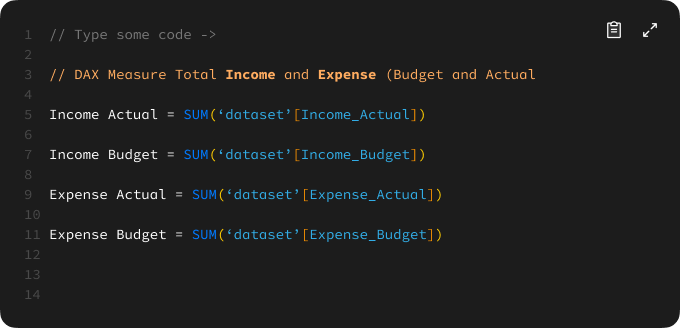 1 // Type some code ->
2
3 // DAX Measure Total Income and Expense (Budget and Actual
4
5 Income Actual = SUM(‘dataset’[Income_Actual])
6
7 Income Budget = SUM(‘dataset’[Income_Budget])
8
9 Expense Actual = SUM(‘dataset’[Expense_Actual])
10
11 Expense Budget = SUM(‘dataset’[Expense_Budget])
12
13
14